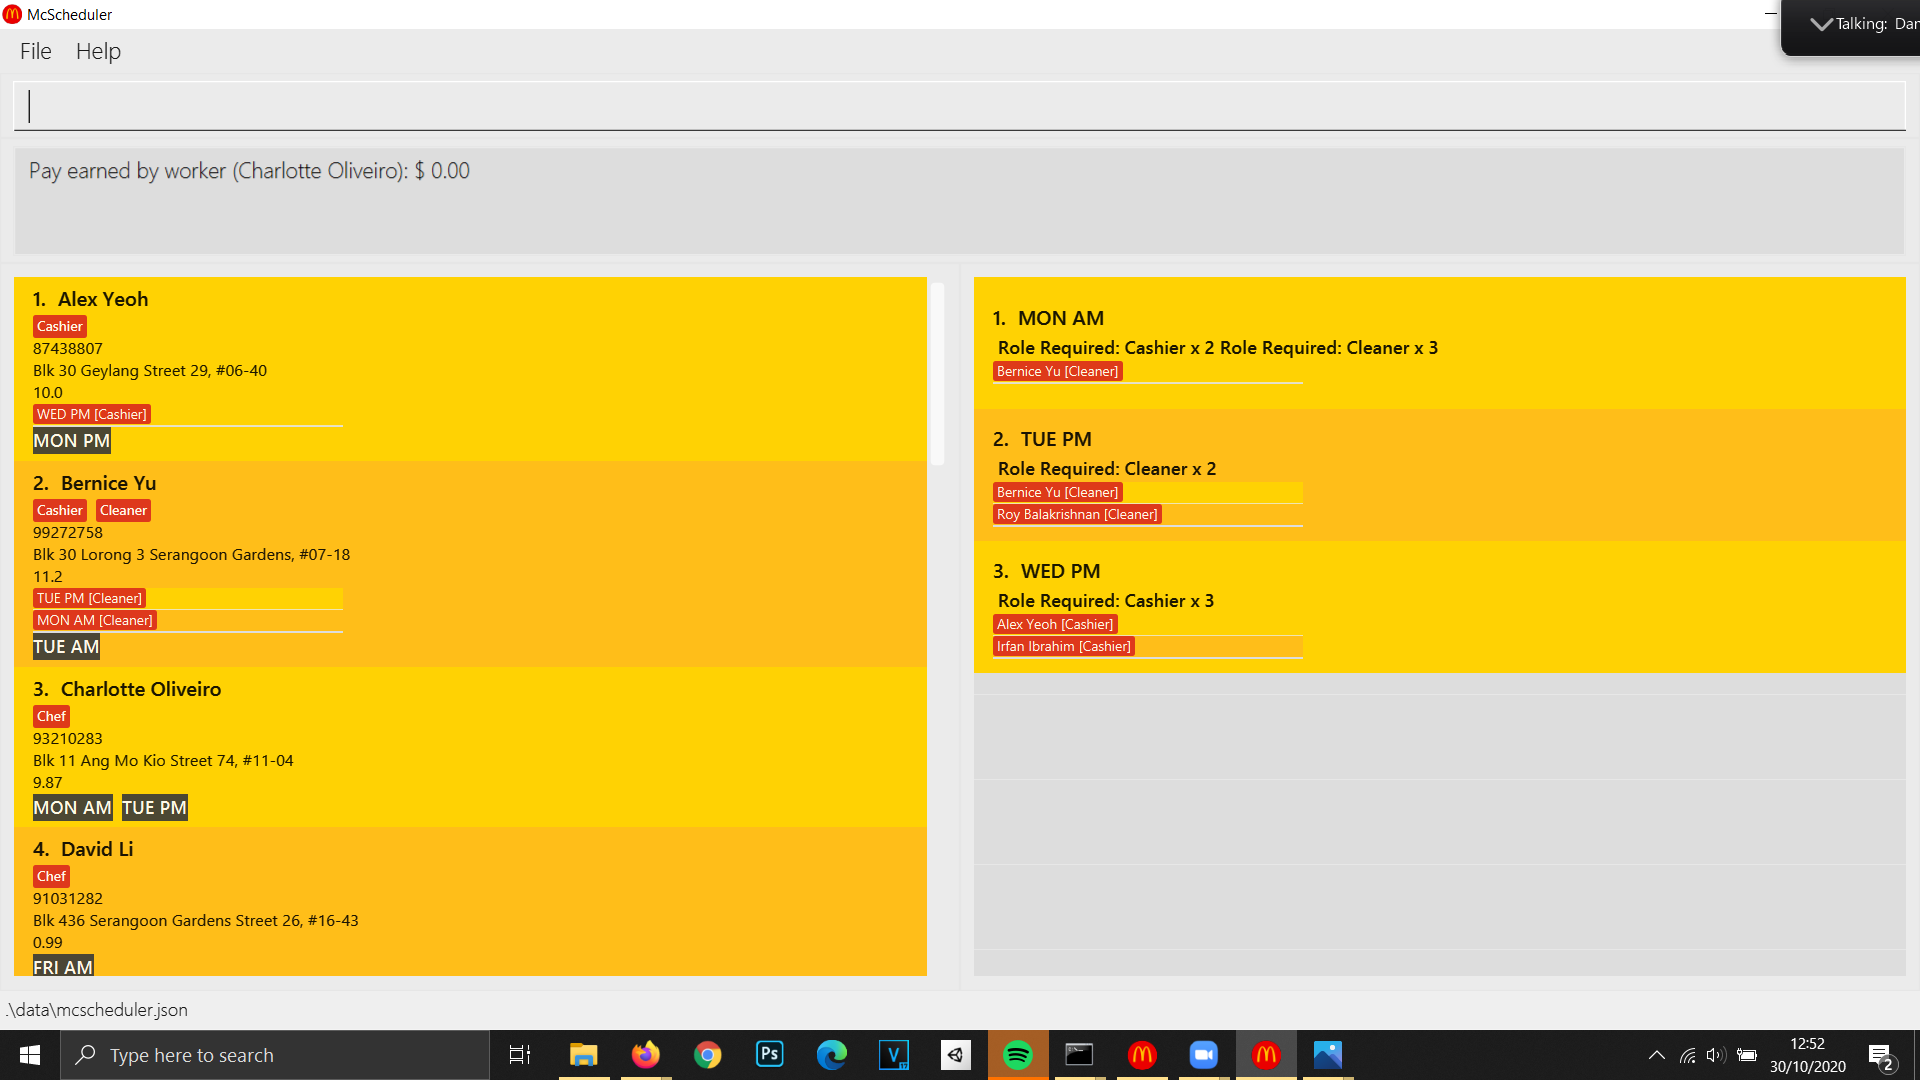 McScheduler
Talking: Dan
File Help
Pay earned by worker (Charlotte Oliveiro): $ 0.00
1. Alex Yeoh
Cashier
87438807
Blk 30 Geylang Street 29, #06-40
10.0
WED PM [Cashier]
MON PM
2. Bernice Yu
Cashier Cleaner
99272758
Blk 30 Lorong 3 Serangoon Gardens, #07-18
11.2
TUE PM [Cleaner]
MON AM [Cleaner]
TUE AM
3. Charlotte Oliveiro
Chef
93210283
Blk 11 Ang Mo Kio Street 74, #11-04
9.87
MON AM TUE PM
4. David Li
Chef
91031282
Blk 436 Serangoon Gardens Street 26, #16-43
0.99
FRI AM
1. MON AM
Role Required: Cashier x 2 Role Required: Cleaner x 3
Bernice Yu [Cleaner]
2. TUE PM
Role Required: Cleaner x 2
Bernice Yu [Cleaner]
Roy Balakrishnan [Cleaner]
3. WED PM
Role Required: Cashier x 3
Alex Yeoh [Cashier]
Irfan Ibrahim [Cashier]
.\data\mcscheduler.json
Type here to search
Ps
V
12:52
30/10/2020
2